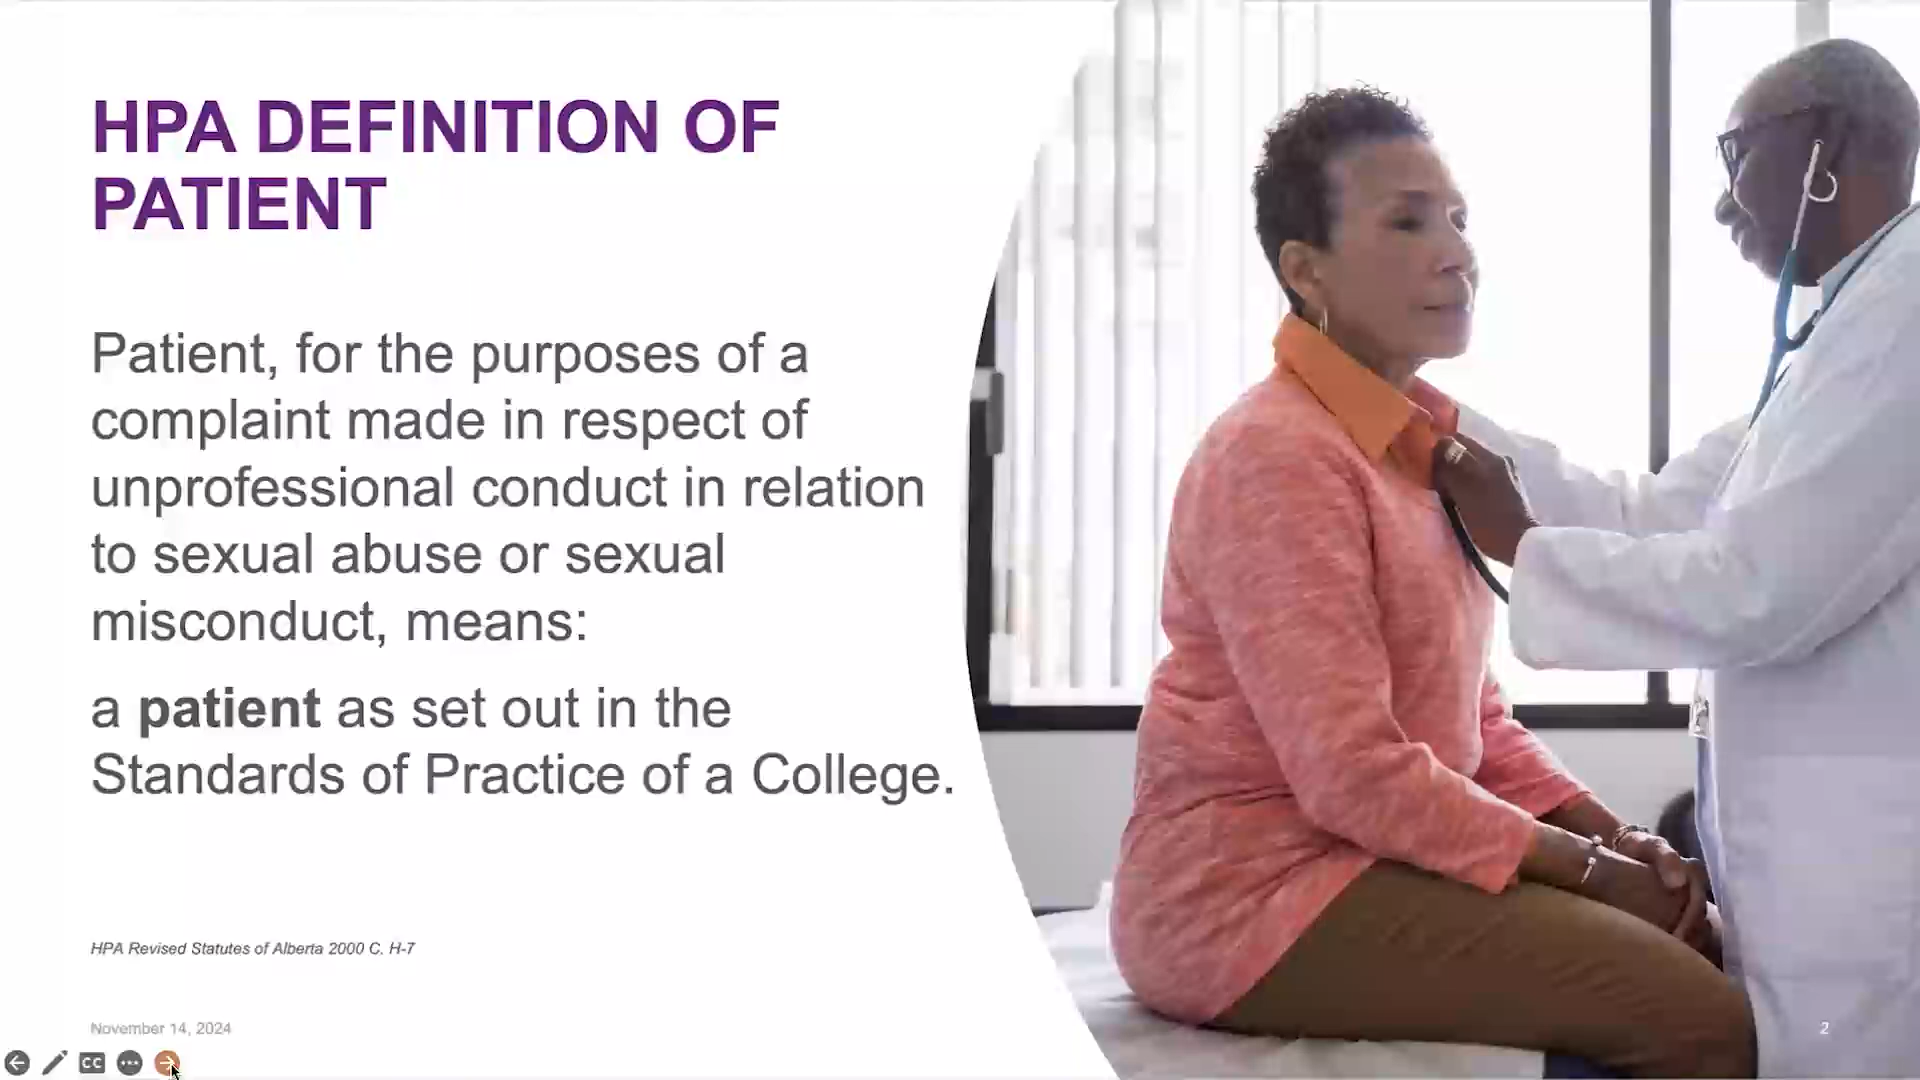 HPA DEFINITION OF
PATIENT
Patient, for the purposes of a
complaint made in respect of
unprofessional conduct in relation
to sexual abuse or sexual
misconduct, means:
a patient as set out in the
Standards of Practice of a College.
HPA Revised Statutes of Alberta 2000 C. H-7
November 14, 2024
2
CC